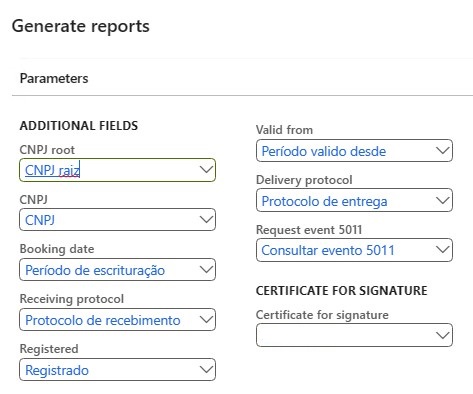 Generate reports
Parameters
ADDITIONAL FIELDS
CNPJ root
CNPJ raiz
CNPJ
CNPJ
Booking date
Período de escrituração
Receiving protocol
Protocolo de recebimento
Registered
Registrado
Valid from
Período valido desde
Delivery protocol
Protocolo de entrega
Request event 5011
Consultar evento 5011
CERTIFICATE FOR SIGNATURE
Certificate for signature